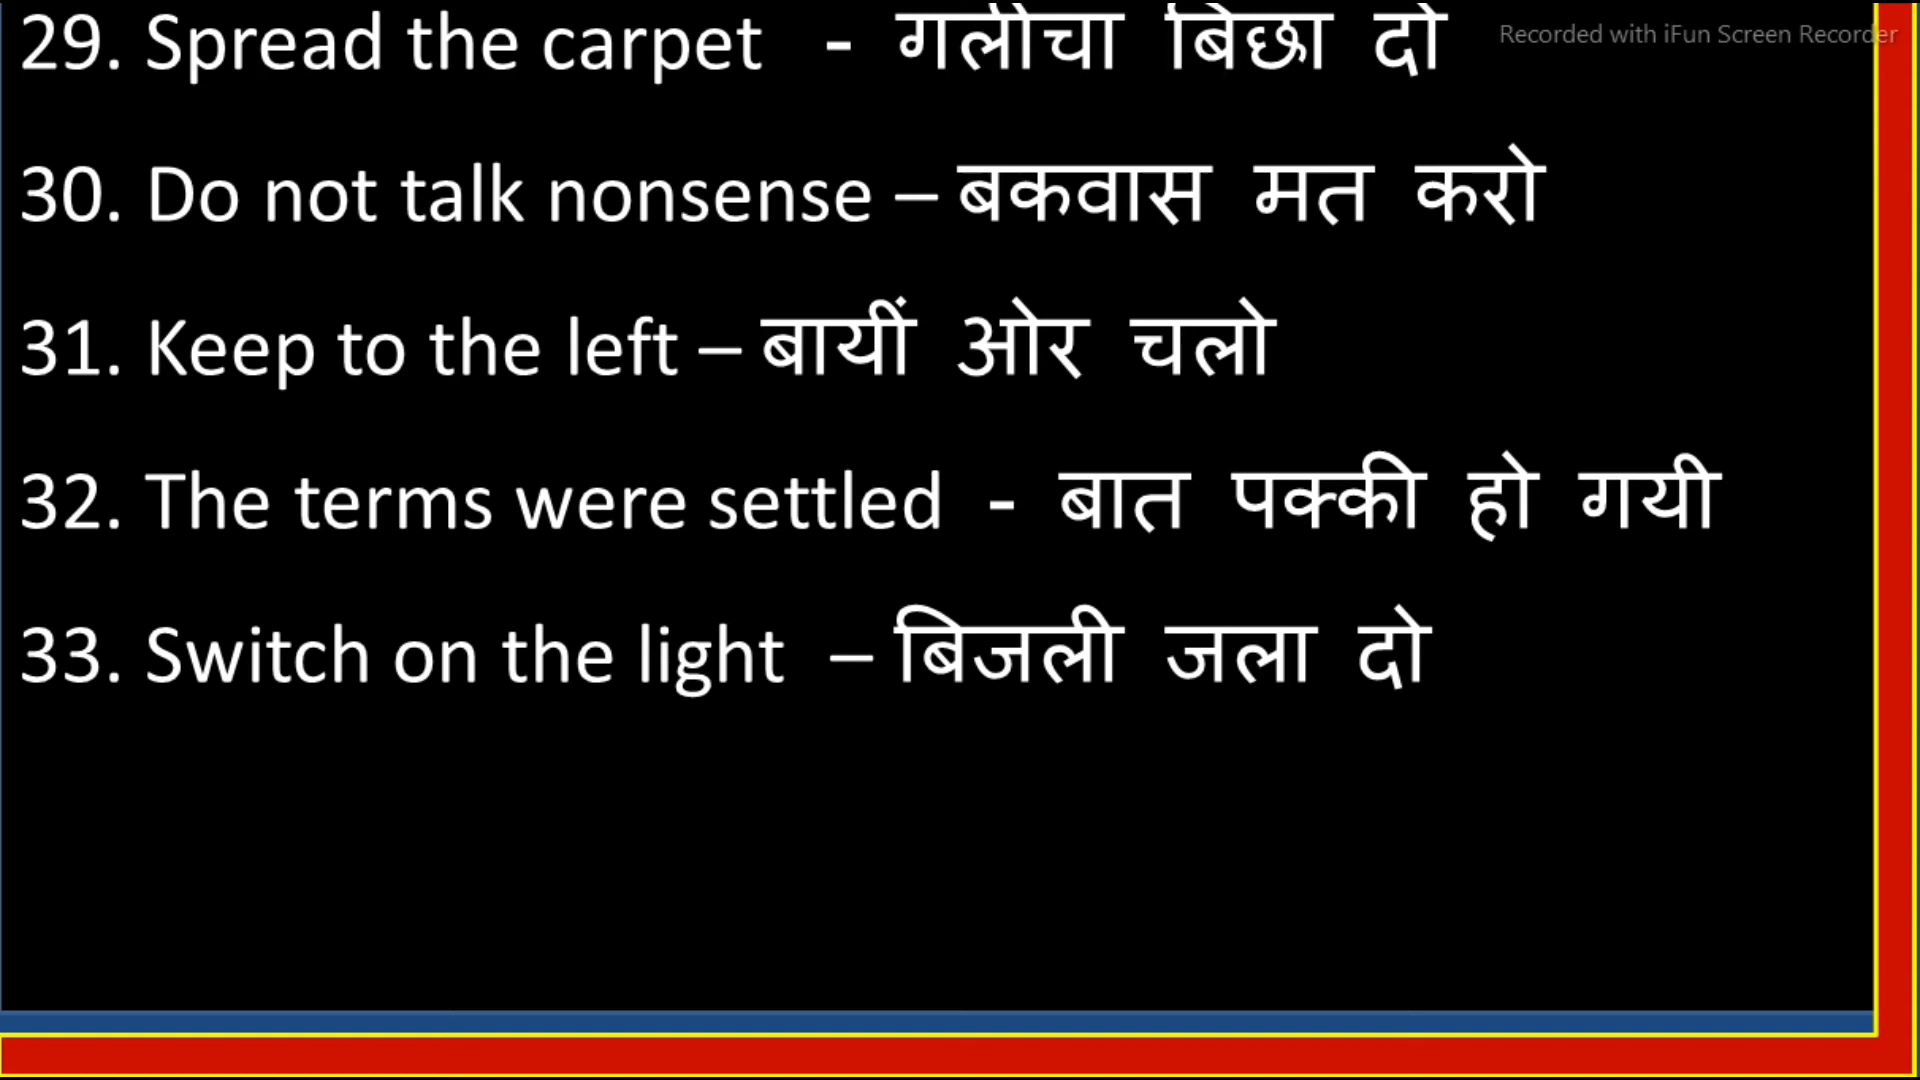 29. Spread the carpet - गलीचा बिछा दो
Recorded with iFun Screen Recorder
30. Do not talk nonsense – बकवास मत करो
31. Keep to the left – बायीं ओर चलो
32. The terms were settled - बात पक्की हो गयी
33. Switch on the light – बिजली जला दो